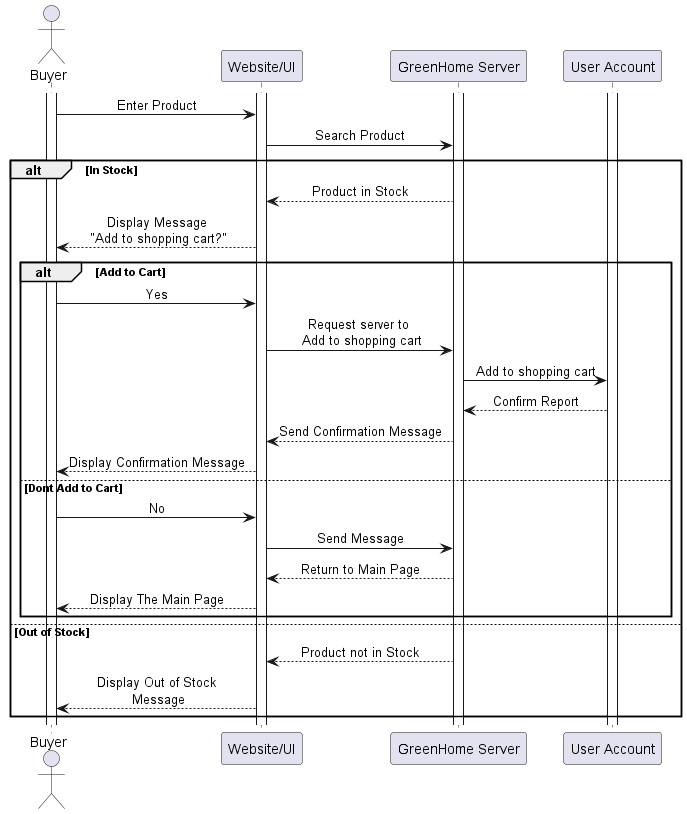 Buyer
Website/UI
GreenHome Server
User Account
Enter Product
Search Product
alt
[In Stock]
Product in Stock
Display Message
"Add to shopping cart?"
alt
[Add to Cart]
Yes
Request server to
Add to shopping cart
Add to shopping cart
Confirm Report
Send Confirmation Message
Display Confirmation Message
[Dont Add to Cart]
No
Send Message
Return to Main Page
Display The Main Page
[Out of Stock]
Product not in Stock
Display Out of Stock
Message
Buyer
Website/UI
GreenHome Server
User Account